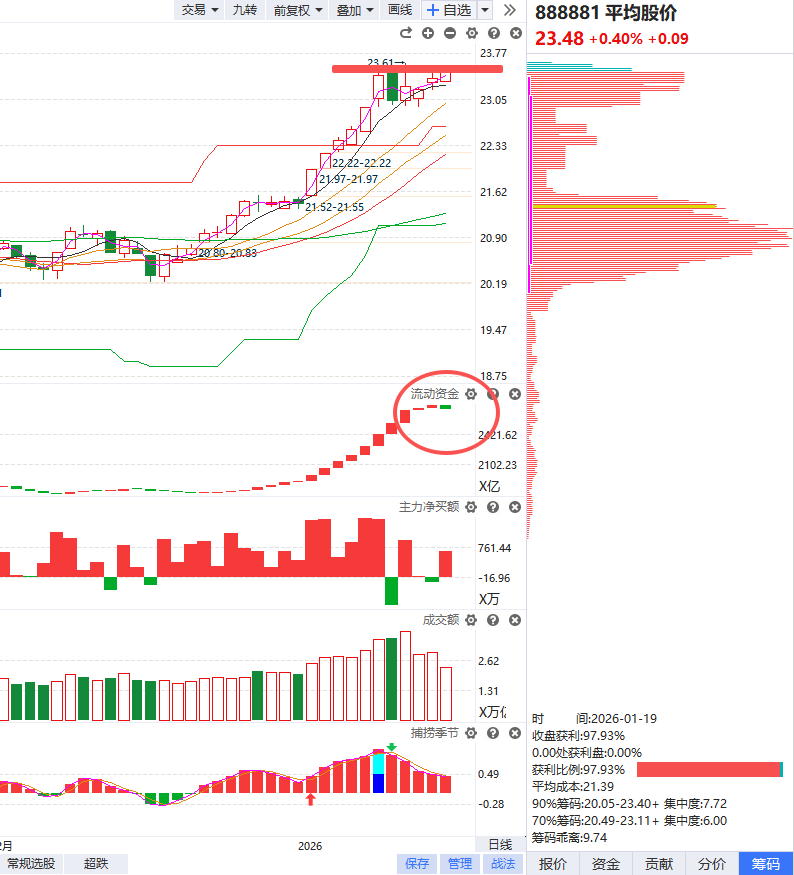 交易 九转 前复权 叠加 画线 +自选
888881 平均股价
23.48 +0.40% +0.09
23.61→
23.77
23.05
22.33
22.22-22.22
21.97-21.97
21.62
21.52-21.55
20.90
20.80-20.83
20.19
19.47
18.75
流动资金
2421.62
2102.23
X亿
主力净买额
761.44
-16.96
X万
成交额
2.62
1.31
X万亿
捕捞季节
0.49
-0.28
2月
2026
日线
时 间:2026-01-19
收盘获利:97.93%
0.00处获利盘:0.00%
获利比例:97.93%
平均成本:21.39
90%筹码:20.05-23.40+ 集中度:7.72
70%筹码:20.49-23.11+ 集中度:6.00
筹码乖离:9.74
常规选股 超跌 保存 管理 战法
报价 资金 贡献 分价 筹码